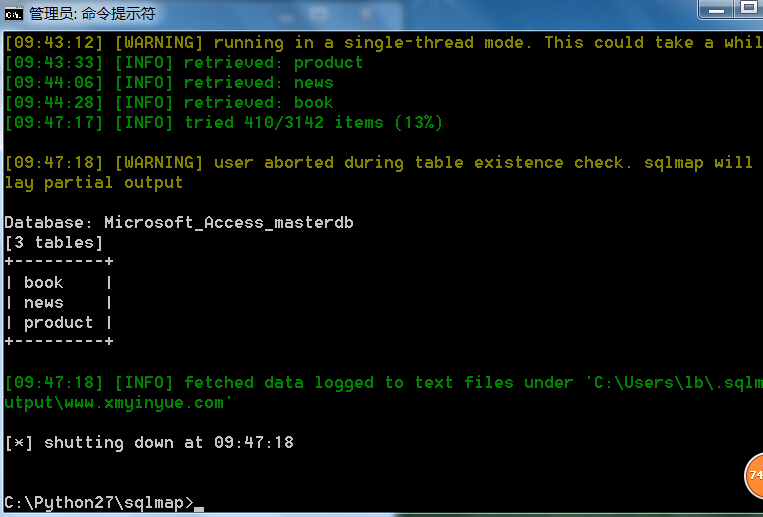 管理员: 命令提示符
[09:43:12] [WARNING] running in a single-thread mode. This could take a whil
[09:43:33] [INFO] retrieved: product
[09:44:06] [INFO] retrieved: news
[09:44:28] [INFO] retrieved: book
[09:47:17] [INFO] tried 410/3142 items (13%)
[09:47:18] [WARNING] user aborted during table existence check. sqlmap will
lay partial output
Database: Microsoft_Access_masterdb
[3 tables]
+---------+
| book    |
| news    |
| product |
+---------+
[09:47:18] [INFO] fetched data logged to text files under 'C:\Users\lb\.sqlm
utput\www.xmyinyue.com'
[*] shutting down at 09:47:18
74
C:\Python27\sqlmap>_